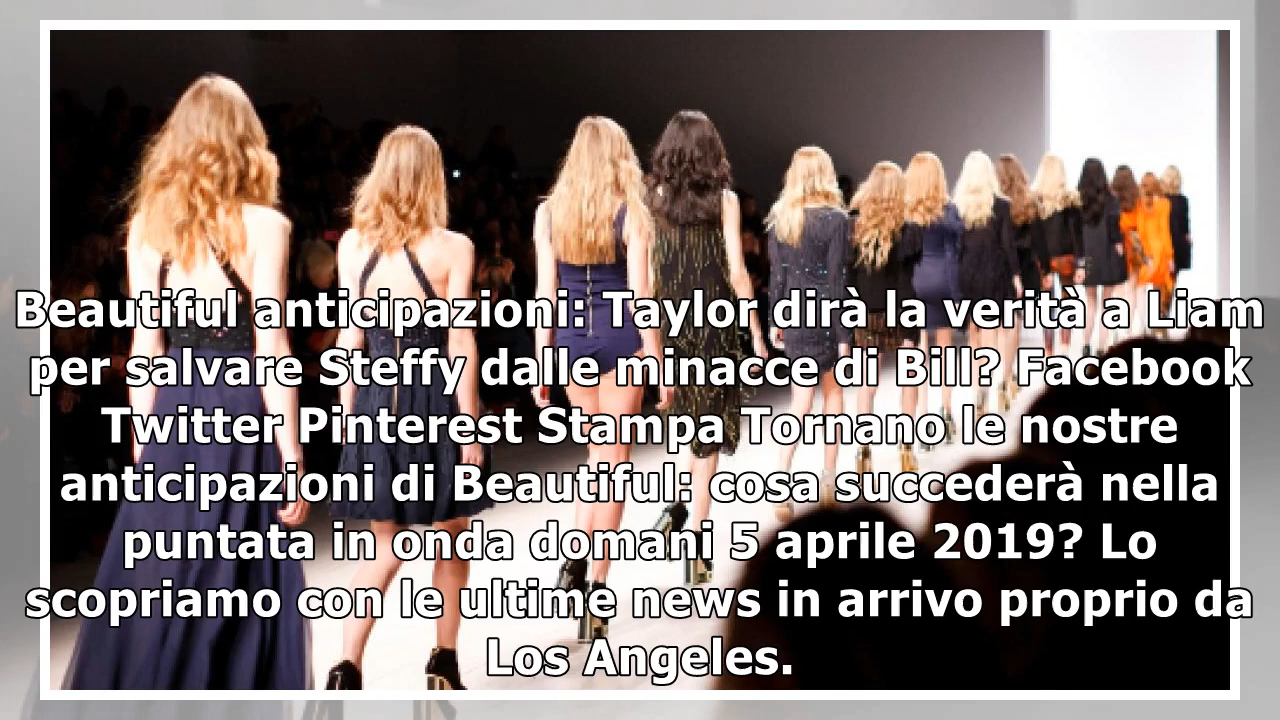 Beautiful anticipazioni: Taylor dirà la verità a Liam
per salvare Steffy dalle minacce di Bill? Facebook
Twitter Pinterest Stampa Tornano le nostre
anticipazioni di Beautiful: cosa succederà nella
puntata in onda domani 5 aprile 2019? Lo
scopriamo con le ultime news in arrivo proprio da
Los Angeles.